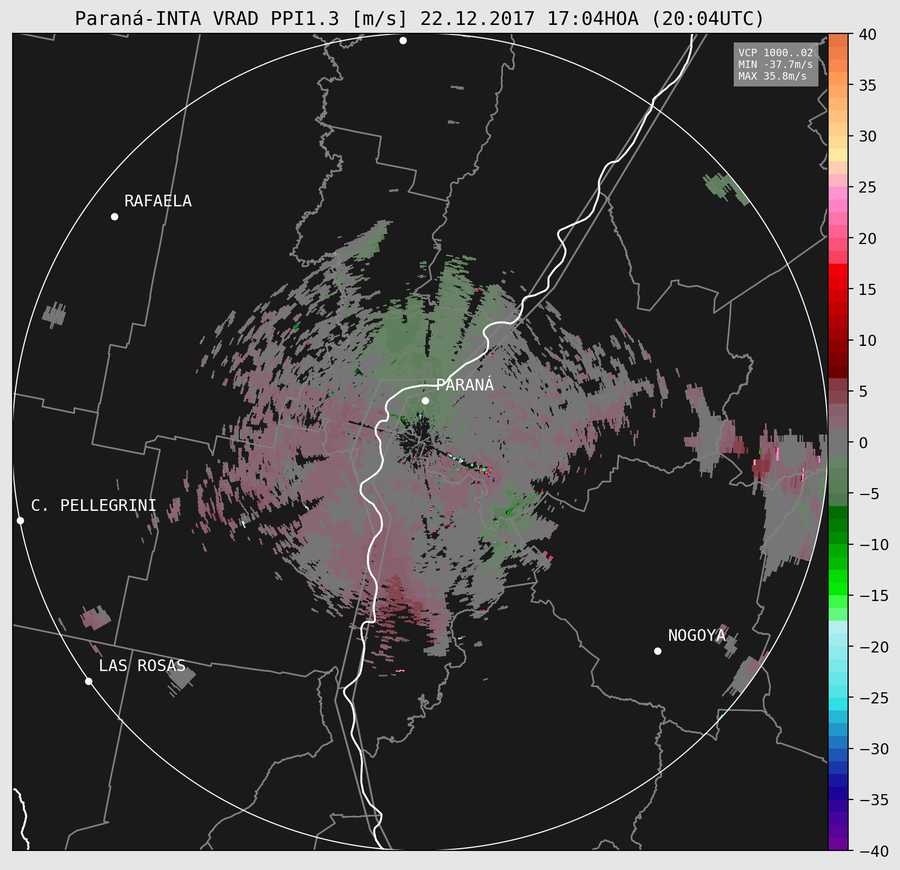 Paraná-INTA VRAD PPI1.3 [m/s] 22.12.2017 17:04HOA (20:04UTC)
VCP 1000..02
MIN -37.7m/s
MAX 35.8m/s
RAFAELA
PARANÁ
C. PELLEGRINI
NOGOYÁ
LAS ROSAS
40
35
30
25
20
15
10
5
0
−5
−10
−15
−20
−25
−30
−35
−40